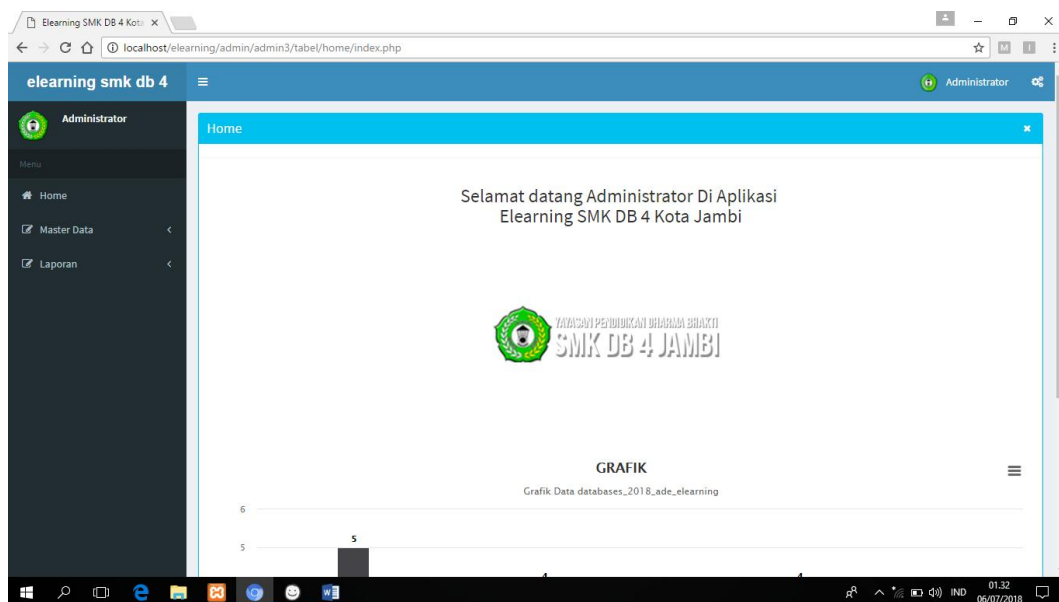 Elearning SMK DB 4 Kota
localhost/elearning/admin/admin3/tabel/home/index.php
elearning smk db 4
Administrator
Administrator
Home
Menu
Home
Master Data
Laporan
Selamat datang Administrator Di Aplikasi
Elearning SMK DB 4 Kota Jambi
YAYASAN PENDIDIKAN DHARMA BHAKTI
SMK DB 4 JAMBI
GRAFIK
Grafik Data databases_2018_ade_elearning
6
5
5
4
4
IND
01.32
06/07/2018